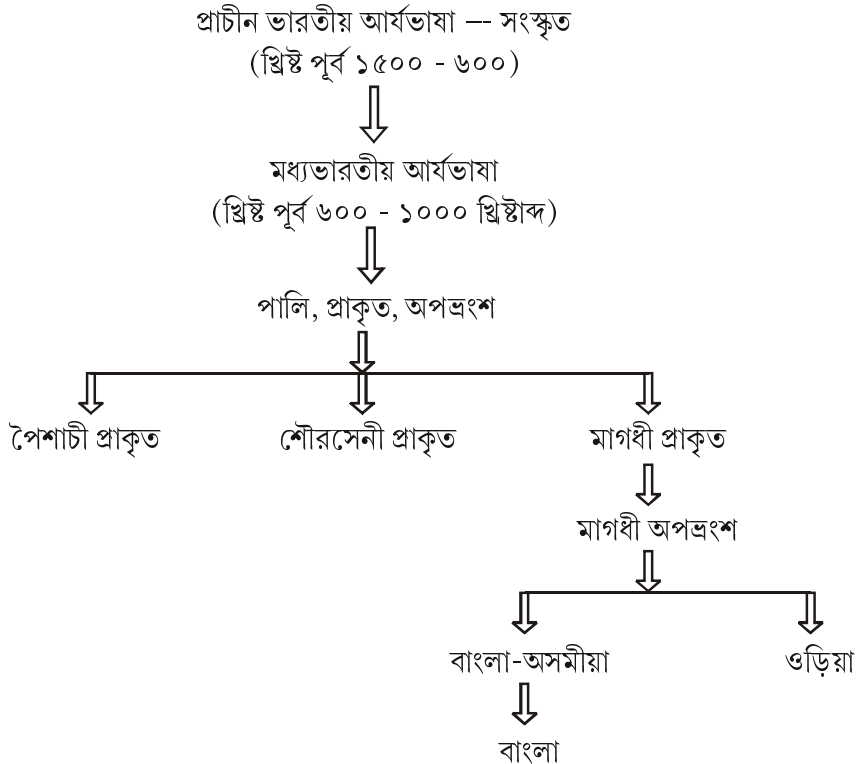 প্রাচীন ভারতীয় আর্যভাষা –- সংস্কৃত
(খ্রিষ্ট পূর্ব ১৫০০ - ৬০০)
মধ্যভারতীয় আর্যভাষা
(খ্রিষ্ট পূর্ব ৬০০ - ১০০০ খ্রিষ্টাব্দ)
পালি, প্রাকৃত, অপভ্রংশ
পৈশাচী প্রাকৃত শৌরসেনী প্রাকৃত মাগধী প্রাকৃত
মাগধী অপভ্রংশ
বাংলা-অসমীয়া ওড়িয়া
বাংলা